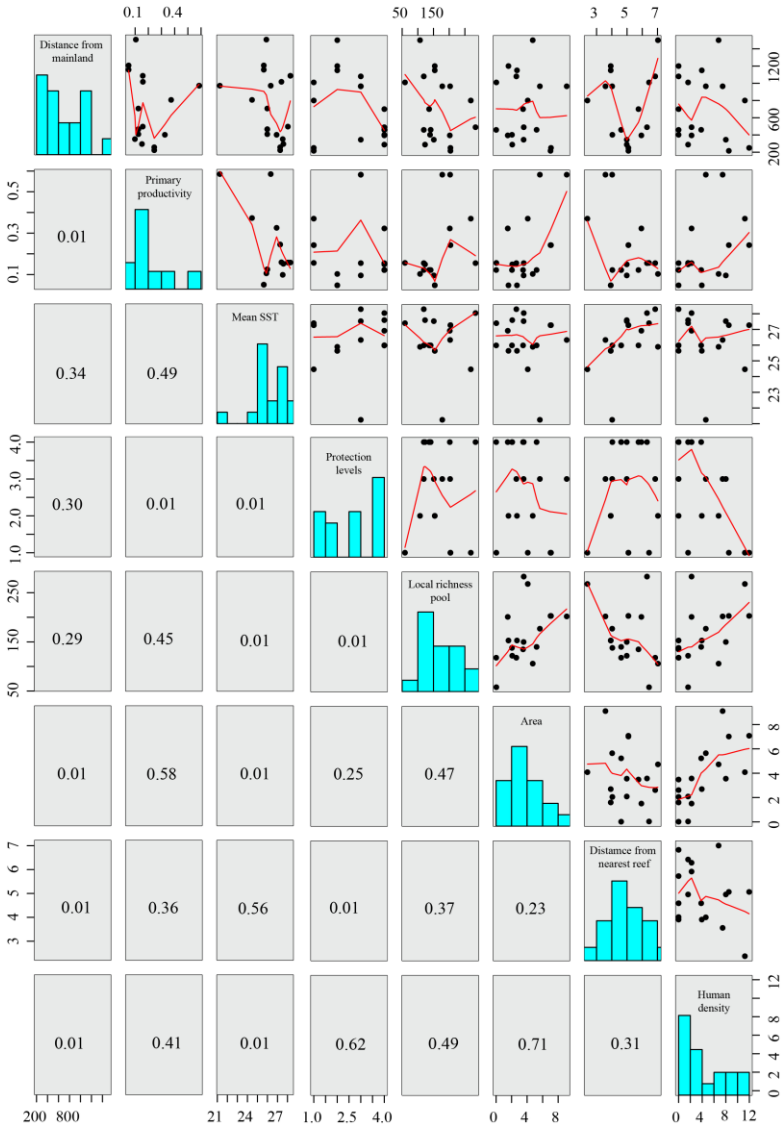 0.1 0.4
50 150
3 5 7
Distance from
mainland
200 600 1200
0.1 0.3 0.5
0.01
Primary
productivity
0.34 0.49
Mean SST
23 25 27
1.0 2.0 3.0 4.0
0.30 0.01 0.01
Protection
levels
50 150 250
0.29 0.45 0.01 0.01
Local richness
pool
0.01 0.58 0.01 0.25 0.47
Area
0 2 4 6 8
3 4 5 6 7
0.01 0.36 0.56 0.01 0.37 0.23
Distamce from
nearest reef
0.01 0.41 0.01 0.62 0.49 0.71 0.31
Human
density
0 2 4 6 8 12
200 800
21 24 27
1.0 2.5 4.0
0 4 8
0 4 8 12